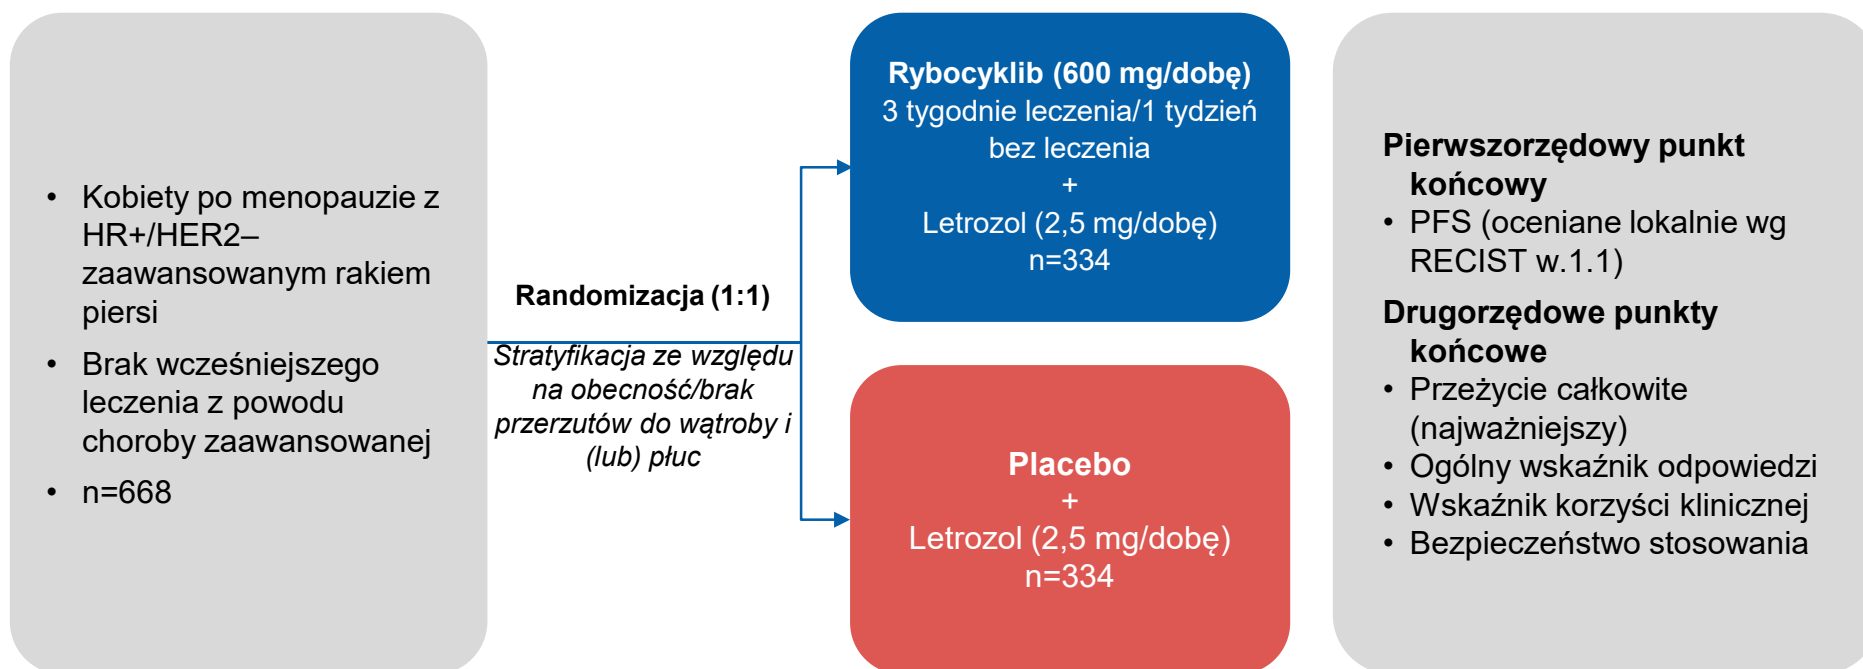 • Kobiety po menopauzie z
HR+/HER2–
zaawansowanym rakiem
piersi
• Brak wcześniejszego
leczenia z powodu
choroby zaawansowanej
• n=668
Randomizacja (1:1)
Stratyfikacja ze względu
na obecność/brak
przerzutów do wątroby i
(lub) płuc
Rybocyklib (600 mg/dobę)
3 tygodnie leczenia/1 tydzień
bez leczenia
+
Letrozol (2,5 mg/dobę)
n=334
Placebo
+
Letrozol (2,5 mg/dobę)
n=334
Pierwszorzędowy punkt
końcowy
• PFS (oceniane lokalnie wg
RECIST w.1.1)
Drugorzędowe punkty
końcowe
• Przeżycie całkowite
(najważniejszy)
• Ogólny wskaźnik odpowiedzi
• Wskaźnik korzyści klinicznej
• Bezpieczeństwo stosowania